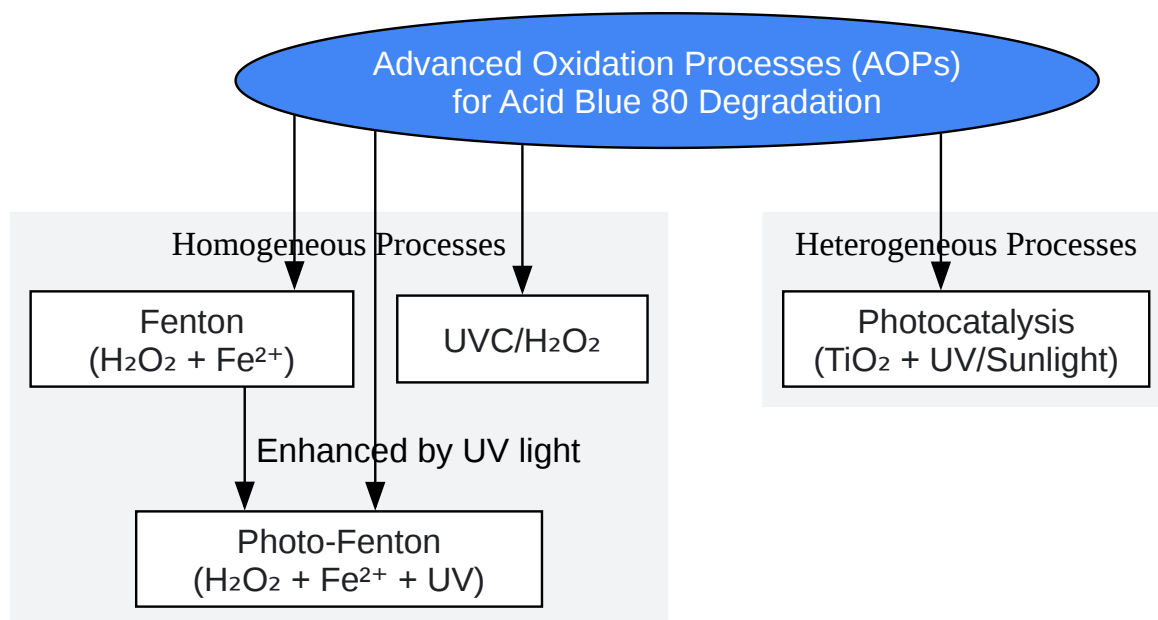 Advanced Oxidation Processes (AOPs)
for Acid Blue 80 Degradation
Homogeneous Processes
Heterogeneous Processes
Fenton
(H₂O₂ + Fe²⁺)
UVC/H₂O₂
Photocatalysis
(TiO₂ + UV/Sunlight)
Enhanced by UV light
Photo-Fenton
(H₂O₂ + Fe²⁺ + UV)